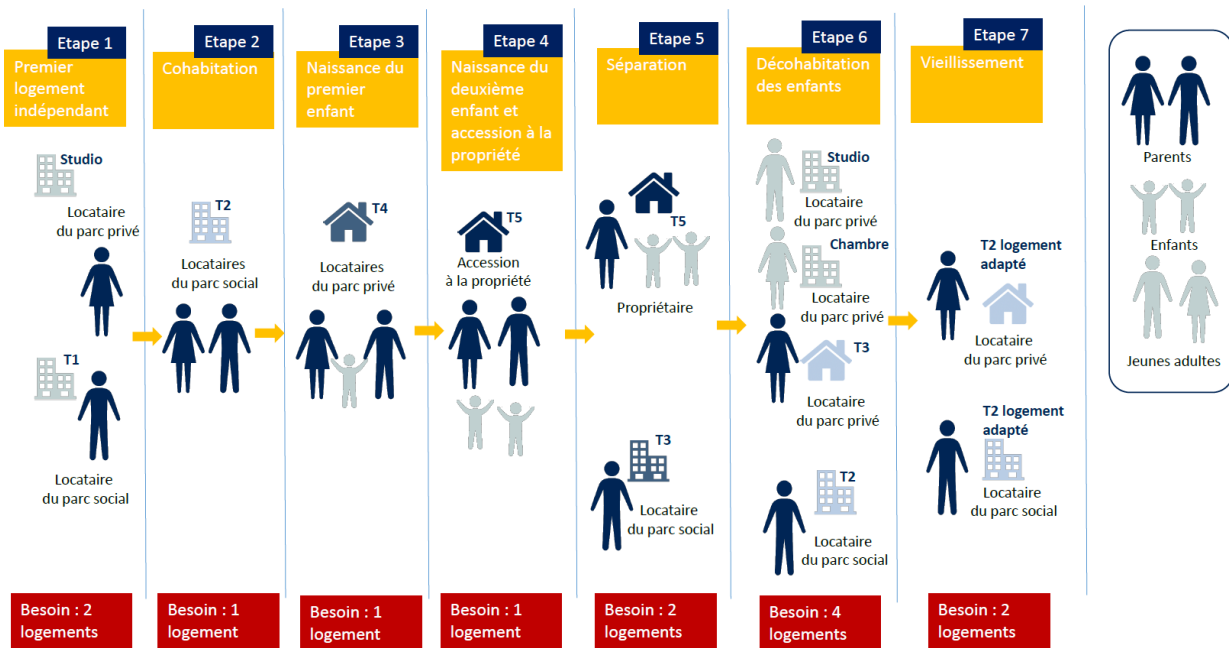 Etape 1
Premier
logement
indépendant
Studio
Locataire
du parc privé
T1
Locataire
du parc social
Besoin : 2
logements
Etape 2
Cohabitation
T2
Locataires
du parc social
Besoin : 1
logement
Etape 3
Naissance du
premier
enfant
T4
Locataires
du parc privé
Besoin : 1
logement
Etape 4
Naissance du
deuxième
enfant et
accession à la
propriété
T5
Accession
à la propriété
Besoin : 1
logement
Etape 5
Séparation
T5
Propriétaire
T3
Locataire
du parc social
Besoin : 2
logements
Etape 6
Décohabitation
des enfants
Studio
Locataire
du parc privé
Chambre
Locataire
du parc privé
T3
Locataire
du parc privé
T2
Locataire
du parc social
Besoin : 4
logements
Etape 7
Vieillissement
T2 logement
adapté
Locataire
du parc privé
T2 logement
adapté
Locataire
du parc social
Besoin : 2
logements
Parents
Enfants
Jeunes adultes